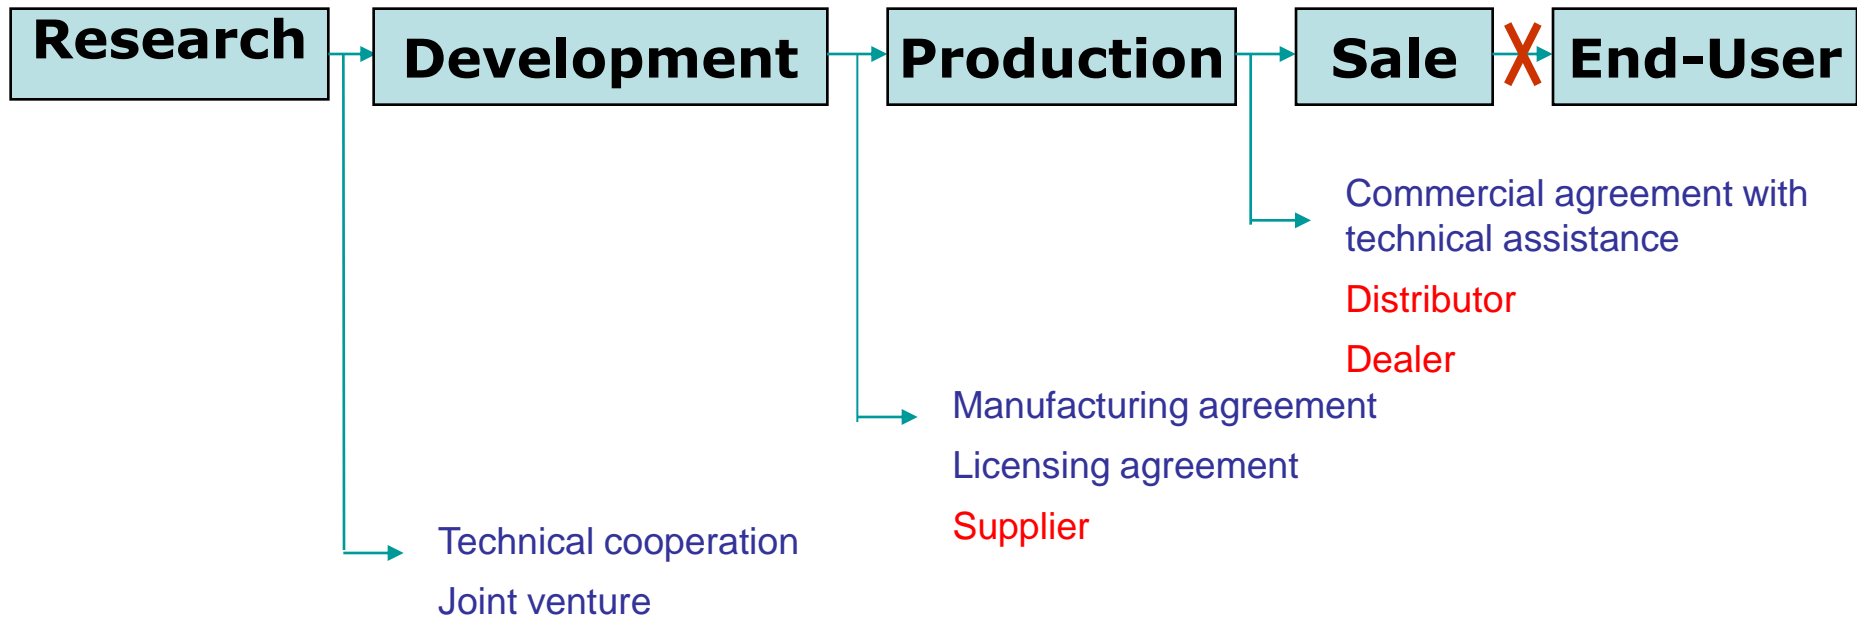 Research
Development
Production
Sale
End-User
Commercial agreement with
technical assistance
Distributor
Dealer
Manufacturing agreement
Licensing agreement
Supplier
Technical cooperation
Joint venture